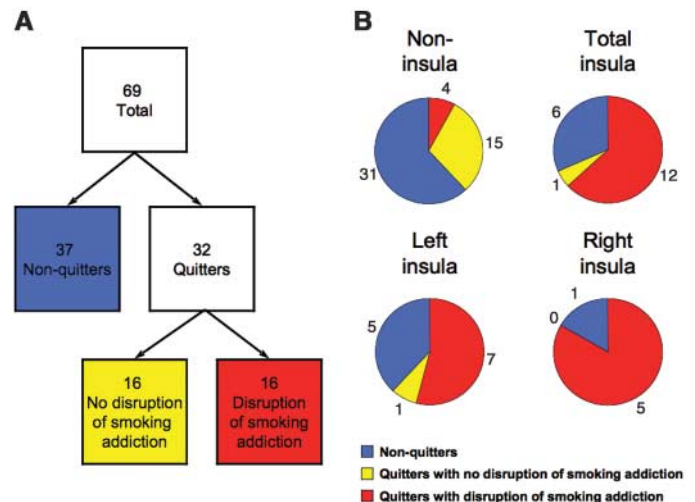 A
69
Total
37
Non-quitters
32
Quitters
16
No disruption
of smoking
addiction
16
Disruption
of smoking
addiction
B
Non-
insula
4
15
31
Total
insula
6
1
12
Left
insula
5
1
7
Right
insula
1
0
5
Non-quitters
Quitters with no disruption of smoking addiction
Quitters with disruption of smoking addiction